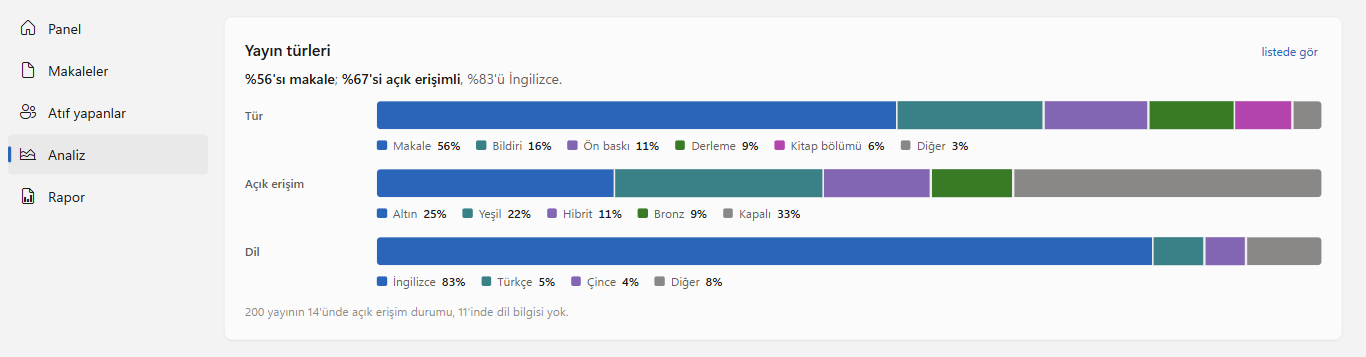 Panel
Makaleler
Atıf yapanlar
Analiz
Rapor
Yayın türleri
listede gör
%56'sı makale; %67'si açık erişimli, %83'ü İngilizce.
Tür
Makale 56% Bildiri 16% Ön baskı 11% Derleme 9% Kitap bölümü 6% Diğer 3%
Açık erişim
Altın 25% Yeşil 22% Hibrit 11% Bronz 9% Kapalı 33%
Dil
İngilizce 83% Türkçe 5% Çince 4% Diğer 8%
200 yayının 14'ünde açık erişim durumu, 11'inde dil bilgisi yok.